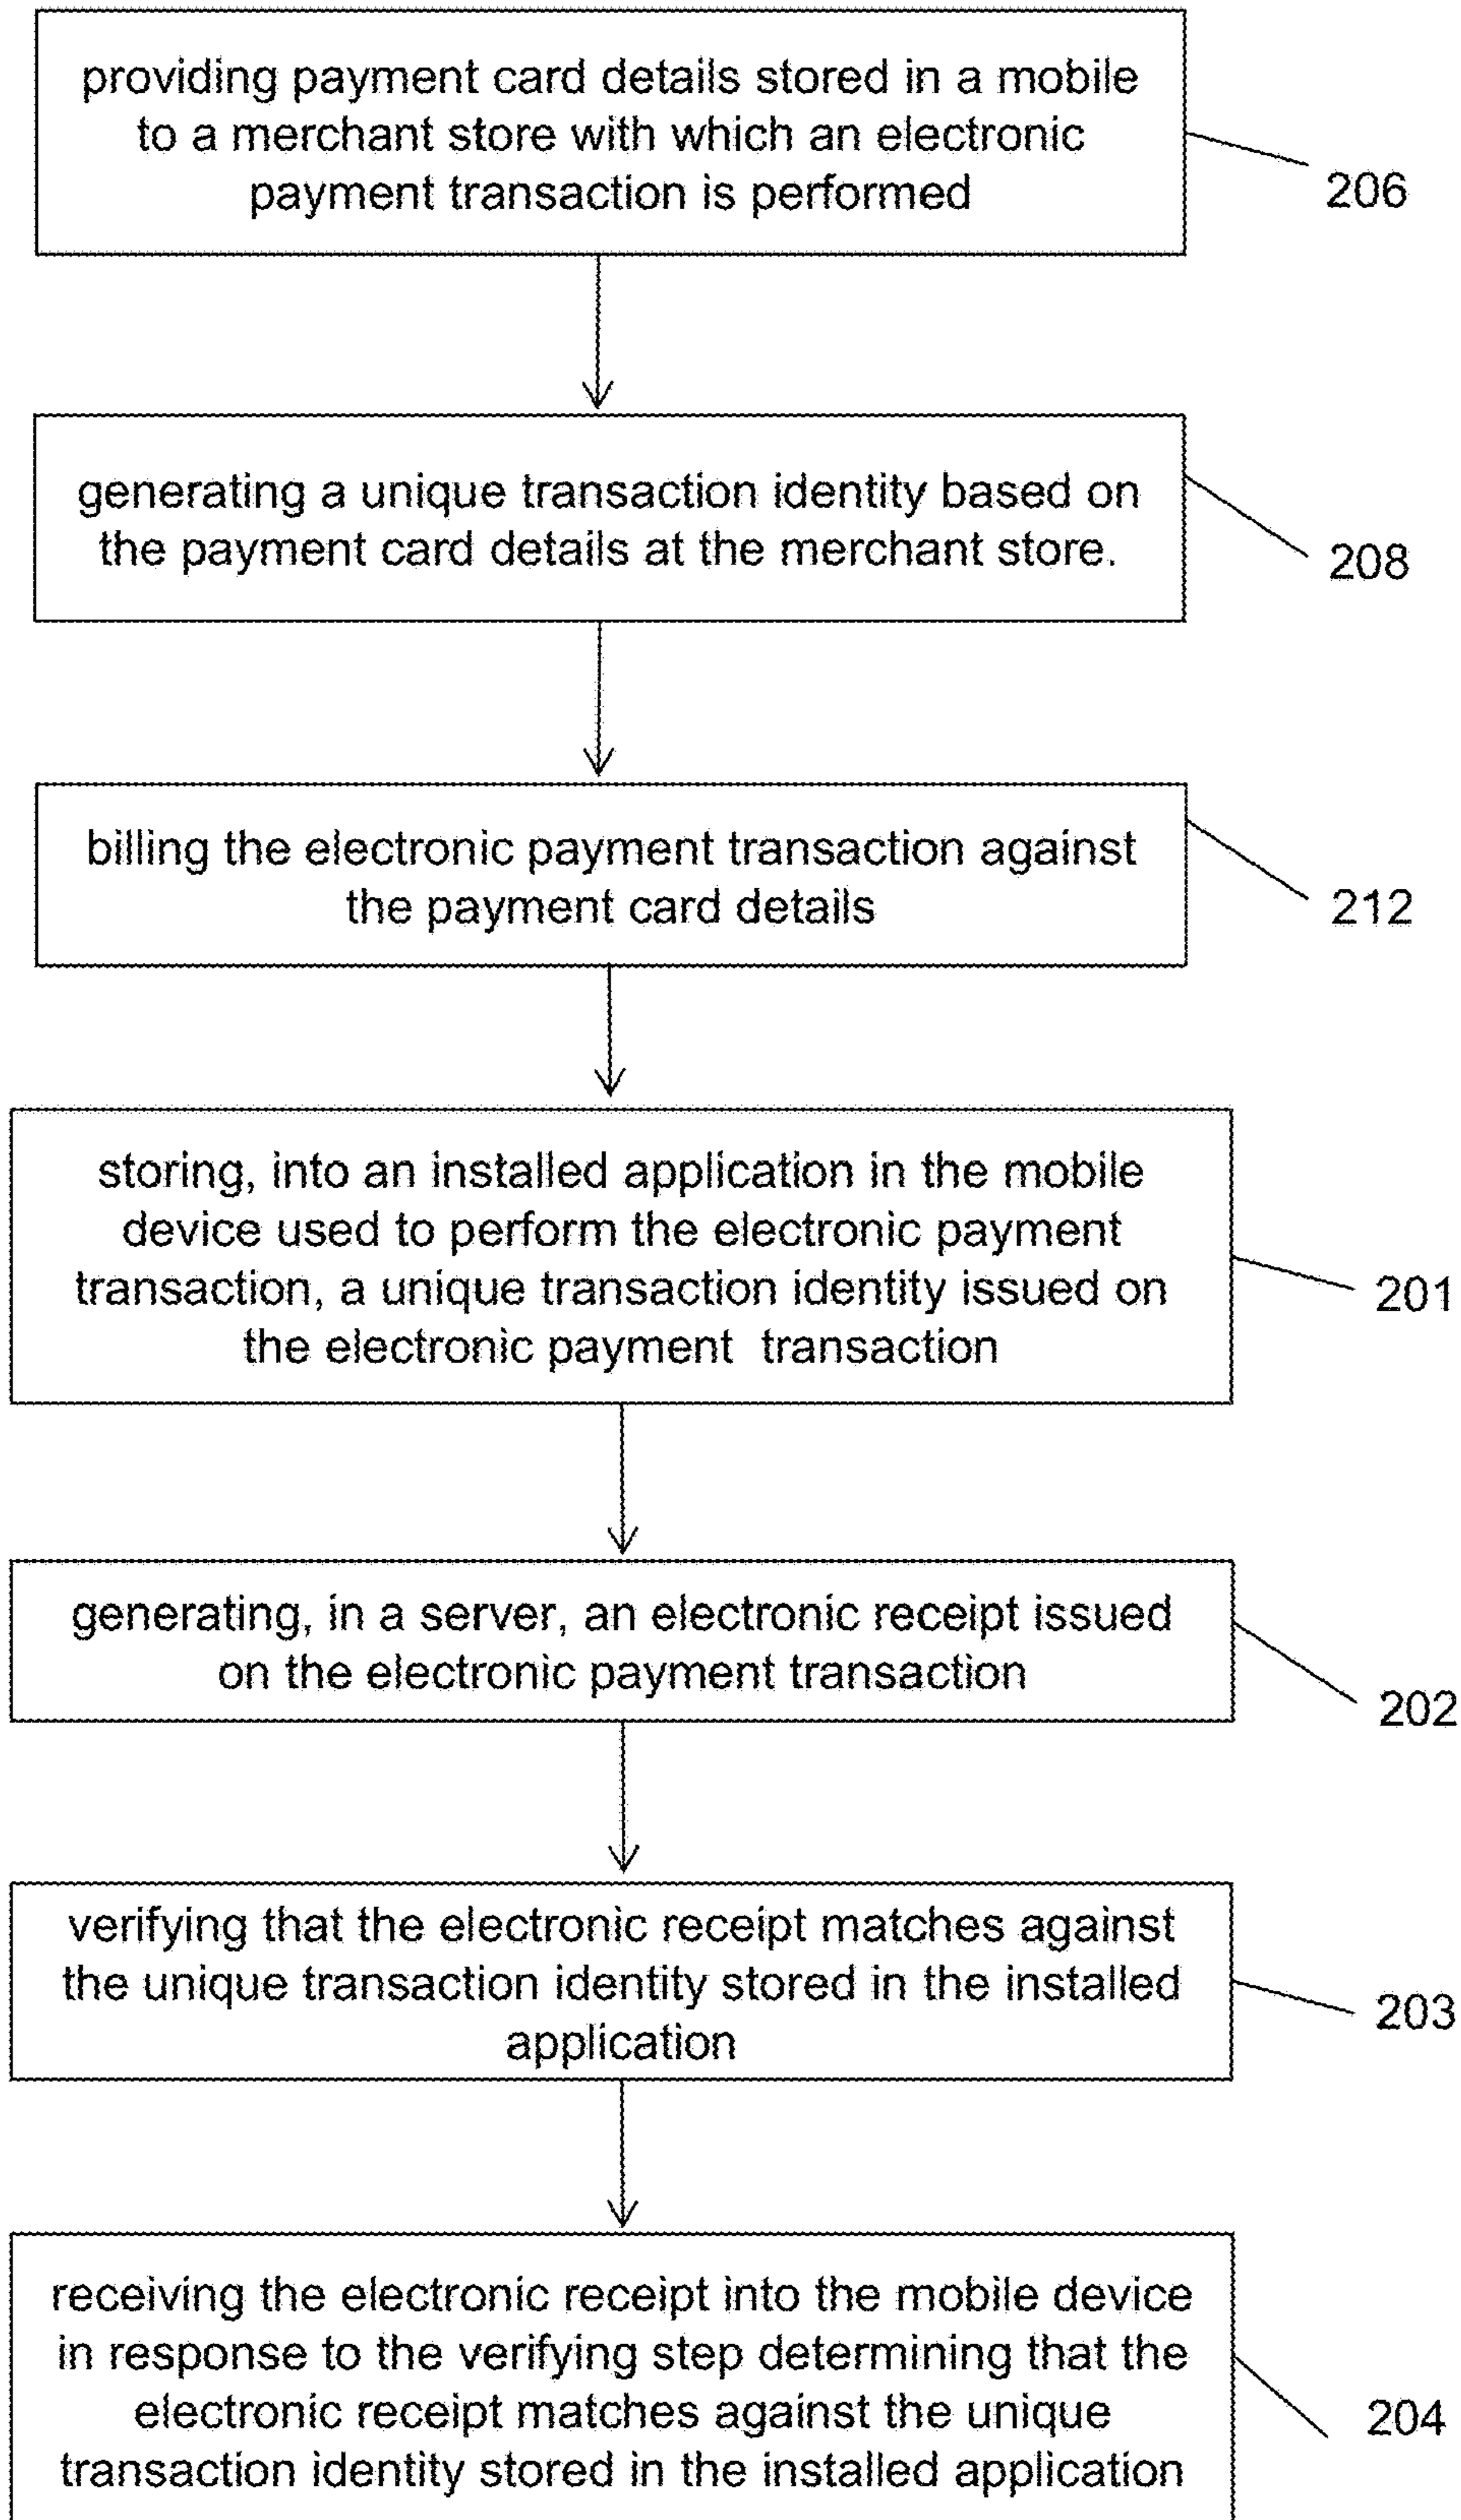 providing payment card details stored in a mobile
to a merchant store with which an electronic
payment transaction is performed
206
generating a unique transaction identity based on
the payment card details at the merchant store.
208
billing the electronic payment transaction against
the payment card details
212
storing, into an installed application in the mobile
device used to perform the electronic payment
transaction, a unique transaction identity issued on
the electronic payment transaction
201
generating, in a server, an electronic receipt issued
on the electronic payment transaction
202
verifying that the electronic receipt matches against
the unique transaction identity stored in the installed
application
203
receiving the electronic receipt into the mobile device
in response to the verifying step determining that the
electronic receipt matches against the unique
transaction identity stored in the installed application
204